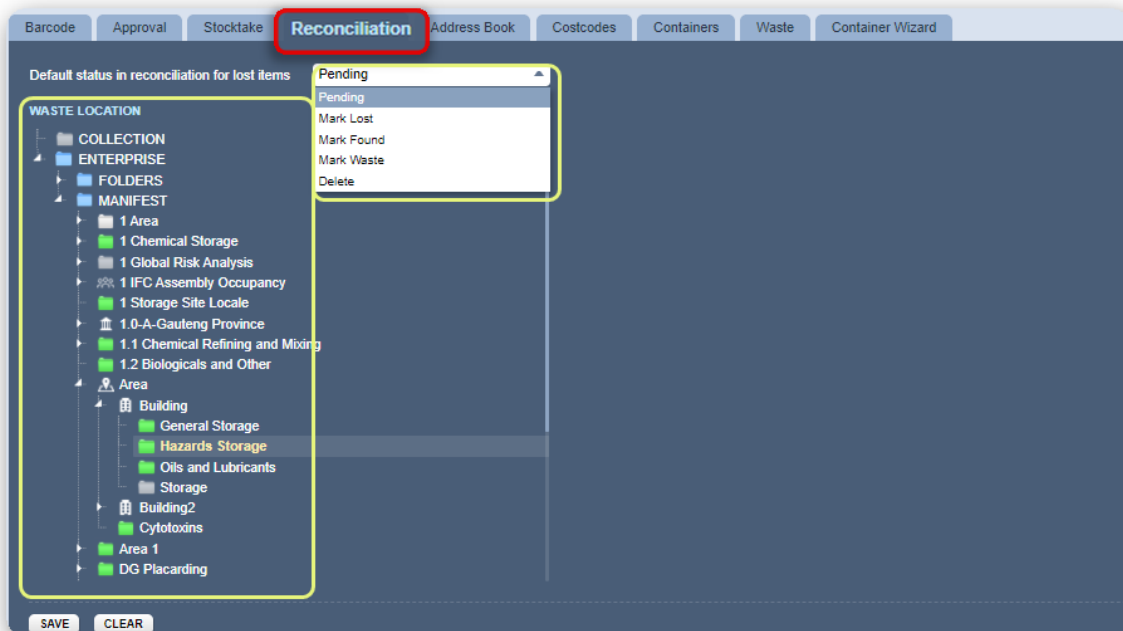 Barcode Approval Stocktake Reconciliation Address Book Costcodes Containers Waste Container Wizard
Default status in reconciliation for lost items Pending
Pending
Mark Lost
Mark Found
Mark Waste
Delete
WASTE LOCATION
COLLECTION
ENTERPRISE
FOLDERS
MANIFEST
1 Area
1 Chemical Storage
1 Global Risk Analysis
1 IFC Assembly Occupancy
1 Storage Site Locale
1.0-A-Gauteng Province
1.1 Chemical Refining and Mixing
1.2 Biologicals and Other
Area
Building
General Storage
Hazards Storage
Oils and Lubricants
Storage
Building2
Cytotoxins
Area 1
DG Placarding
SAVE CLEAR